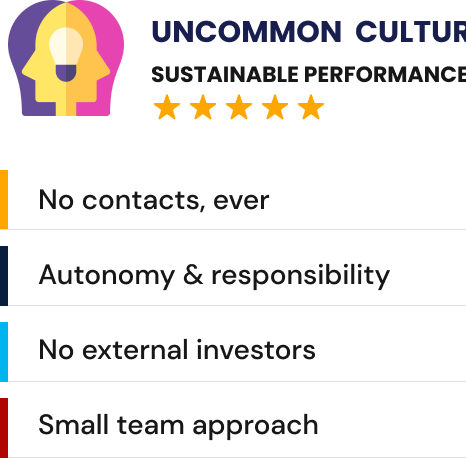 UNCOMMON CULTUR
SUSTAINABLE PERFORMANCE
No contacts, ever
Autonomy & responsibility
No external investors
Small team approach